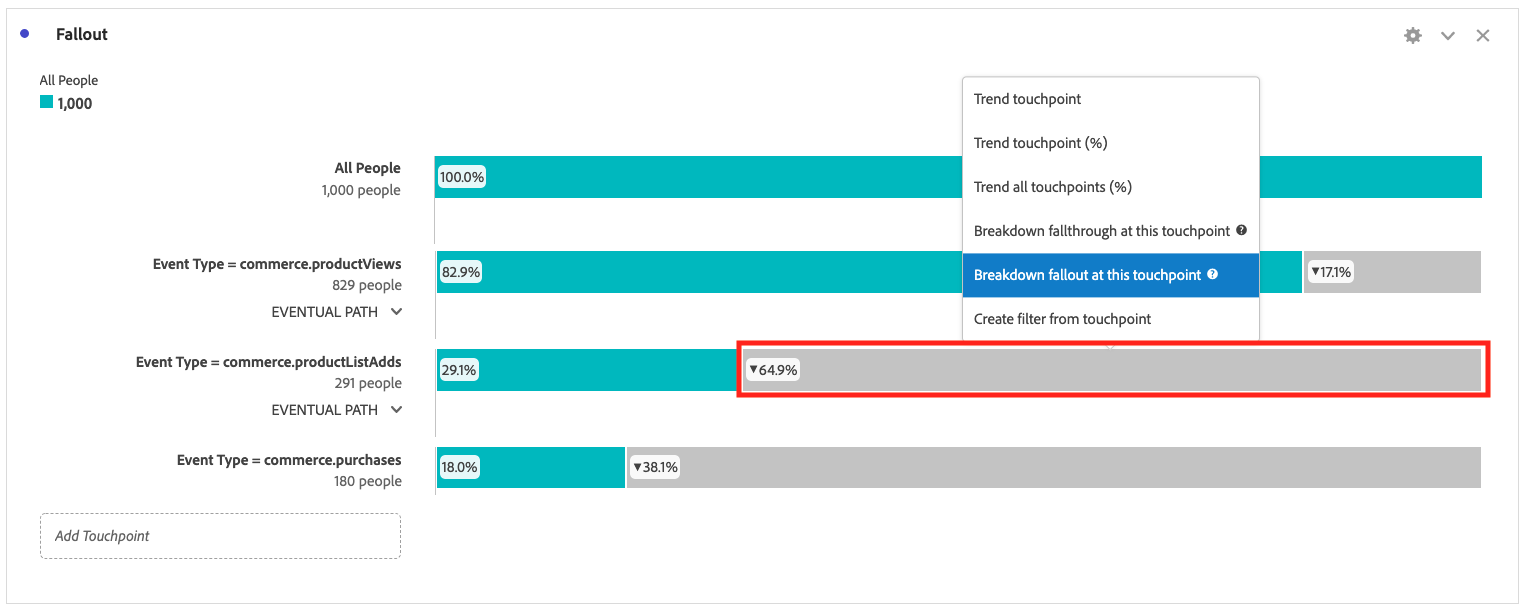 Fallout
All People
1,000
All People
1,000 people
100.0%
Trend touchpoint
Trend touchpoint (%)
Trend all touchpoints (%)
Breakdown fallthrough at this touchpoint ?
Breakdown fallout at this touchpoint ?
Create filter from touchpoint
Event Type = commerce.productViews
829 people
EVENTUAL PATH
82.9%
▼17.1%
Event Type = commerce.productListAdds
291 people
EVENTUAL PATH
29.1%
▼64.9%
Event Type = commerce.purchases
180 people
18.0%
▼38.1%
Add Touchpoint